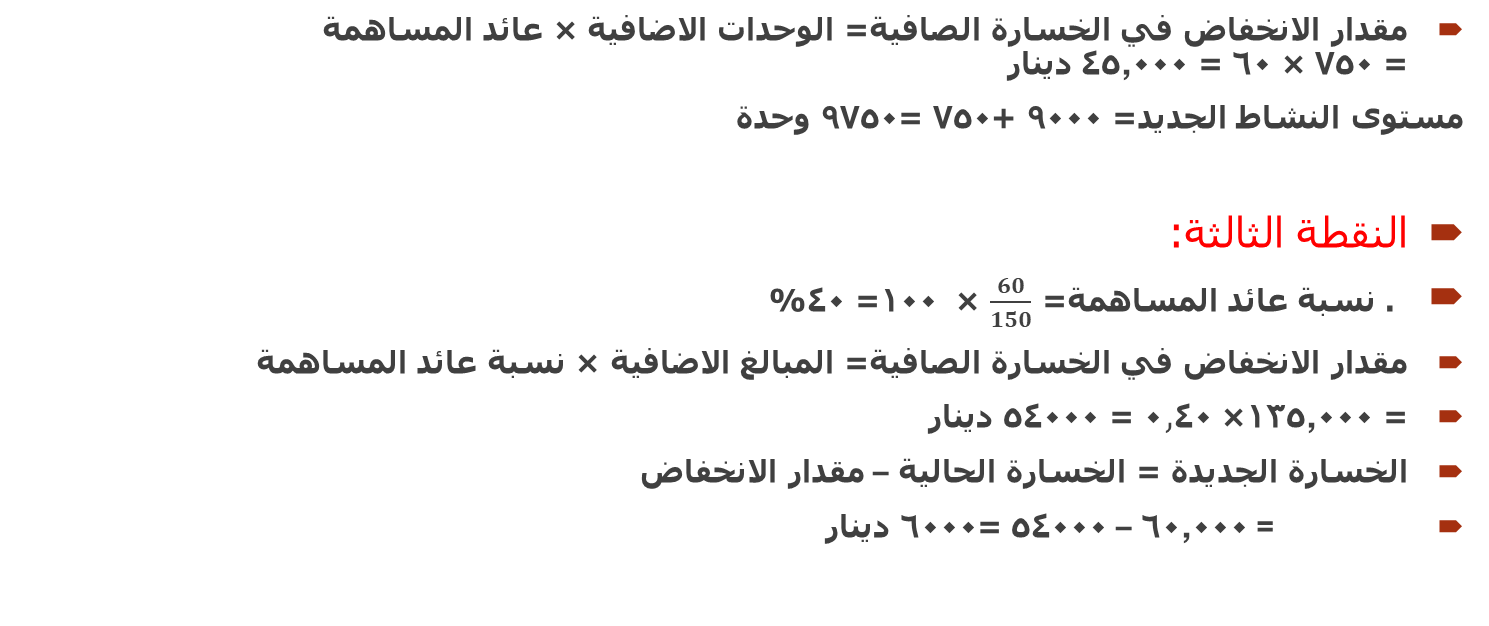 مقدار الانخفاض في الخسارة الصافية= الوحدات الاضافية × عائد المساهمة
= ٧٥٠ × ٦٠ = ٤٥,٠٠٠ دينار
مستوى النشاط الجديد= ٩٠٠٠ +٧٥٠ =٩٧٥٠ وحدة
النقطة الثالثة:
. نسبة عائد المساهمة= 60/150 × ١٠٠= ٤٠%
مقدار الانخفاض في الخسارة الصافية= المبالغ الاضافية × نسبة عائد المساهمة
= ١٣٥,٠٠٠× ٠,٤٠ = ٥٤٠٠٠ دينار
الخسارة الجديدة = الخسارة الحالية – مقدار الانخفاض
= ٦٠,٠٠٠ – ٥٤٠٠٠ =٦٠٠٠ دينار